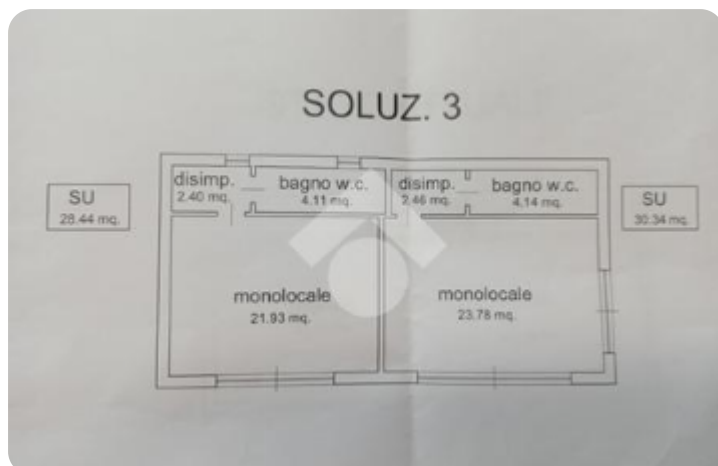 SOLUZ. 3
SU
28.44 mq.
disimp.
2.40 mq.
bagno w.c.
4.11 mq.
disimp.
2.46 mq.
bagno w.c.
4.14 mq.
SU
30.34 mq.
monolocale
21.93 mq.
monolocale
23.78 mq.